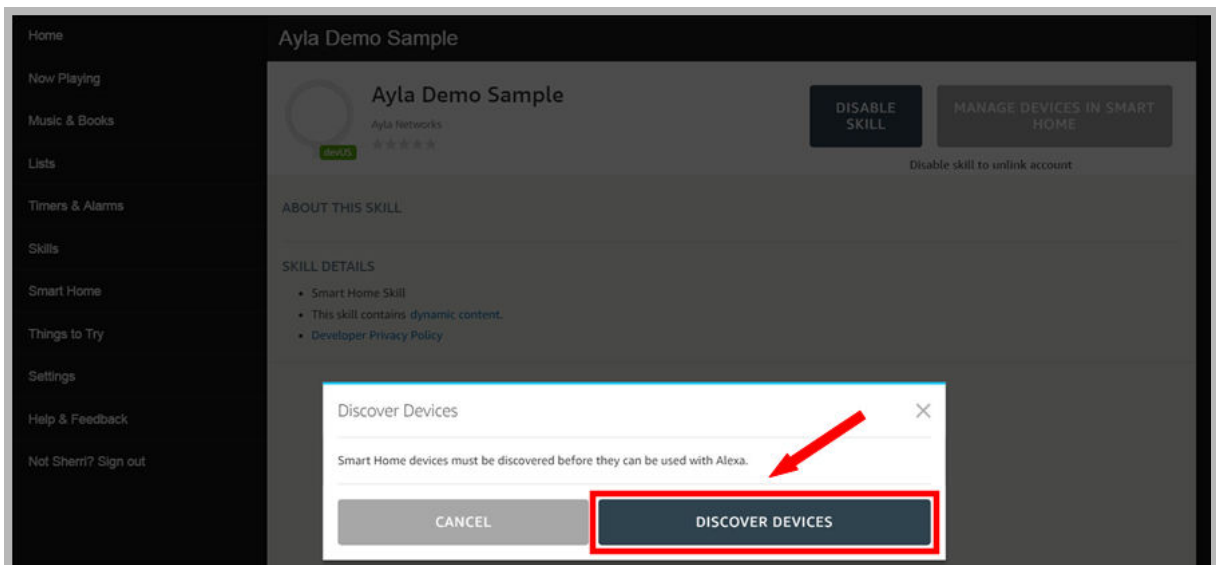 Home
Now Playing
Music & Books
Lists
Timers & Alarms
Skills
Smart Home
Things to Try
Settings
Help & Feedback
Not Sherri? Sign out
Ayla Demo Sample
Ayla Demo Sample
Ayla Networks
devUS
DISABLE
SKILL
MANAGE DEVICES IN SMART
HOME
Disable skill to unlink account
ABOUT THIS SKILL
SKILL DETAILS
• Smart Home Skill
• This skill contains dynamic content.
• Developer Privacy Policy
Discover Devices
Smart Home devices must be discovered before they can be used with Alexa.
CANCEL
DISCOVER DEVICES